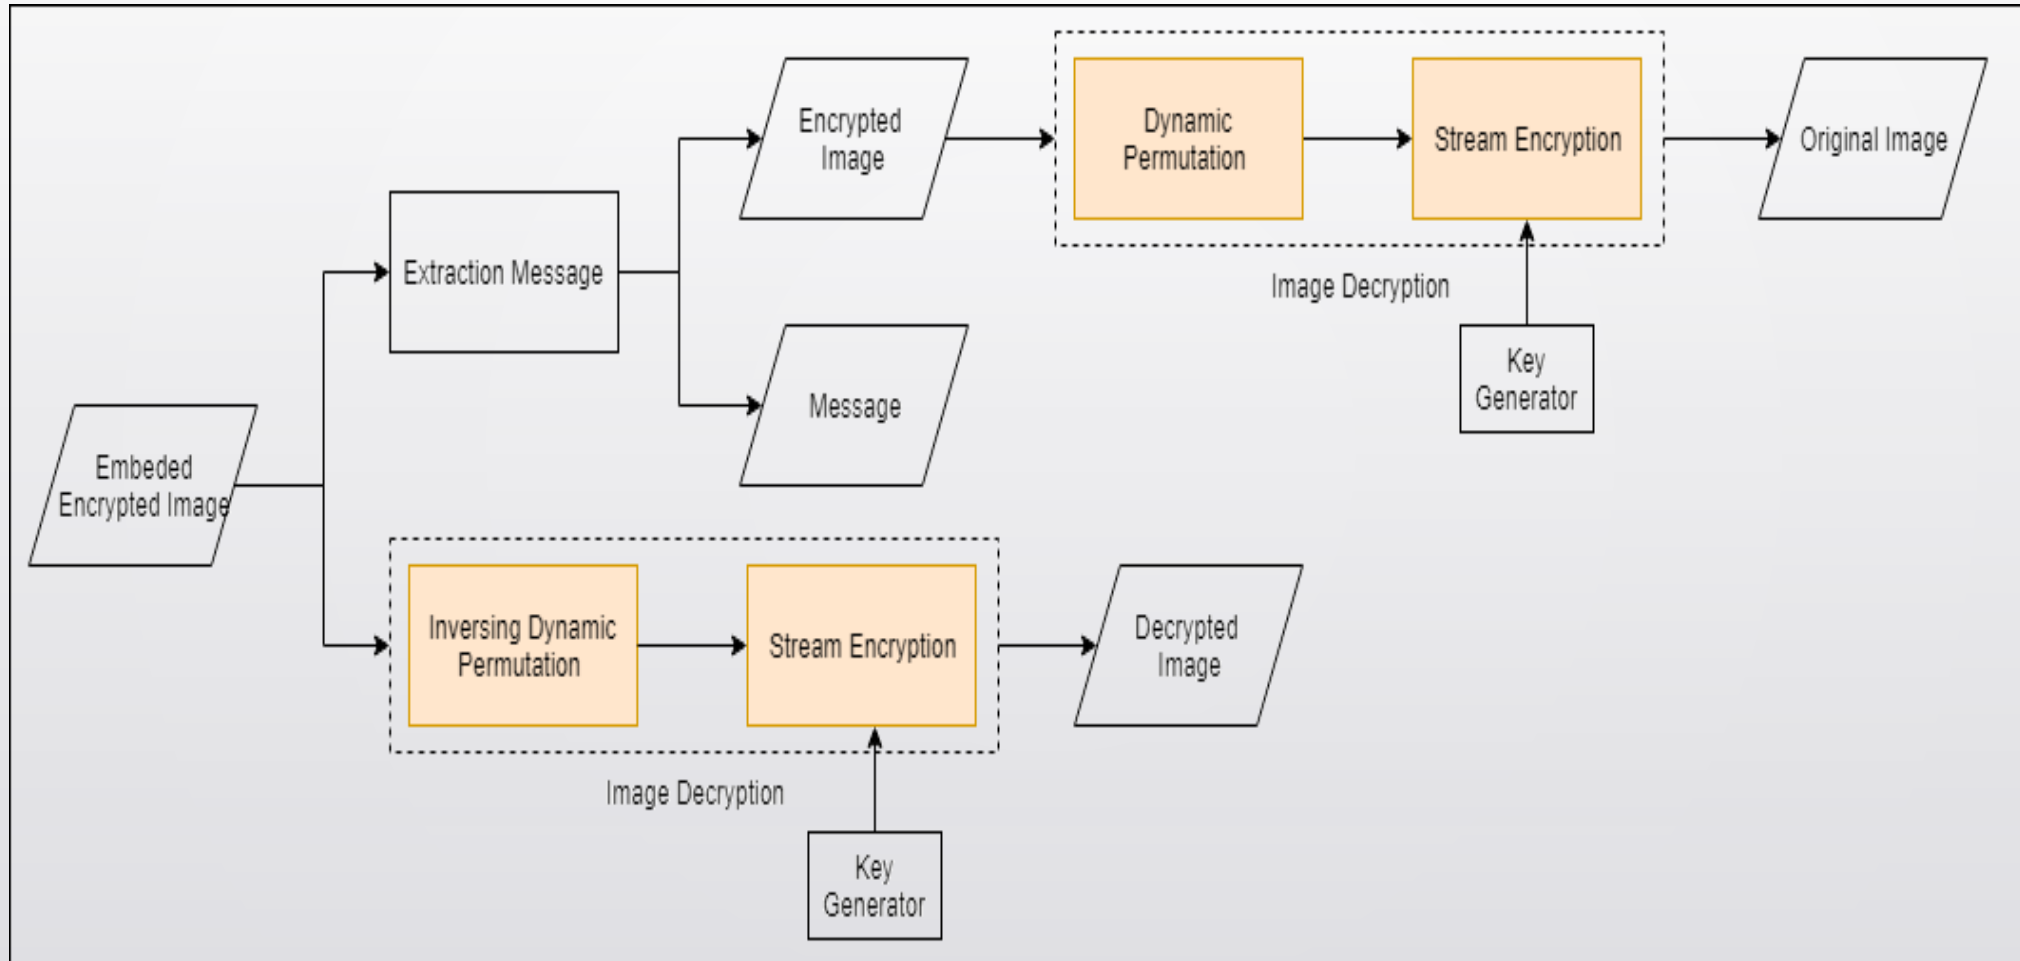 Encrypted
Image
Dynamic
Permutation
Stream Encryption
Original Image
Extraction Message
Image Decryption
Key
Generator
Message
Embeded
Encrypted Image
Inversing Dynamic
Permutation
Stream Encryption
Decrypted
Image
Image Decryption
Key
Generator